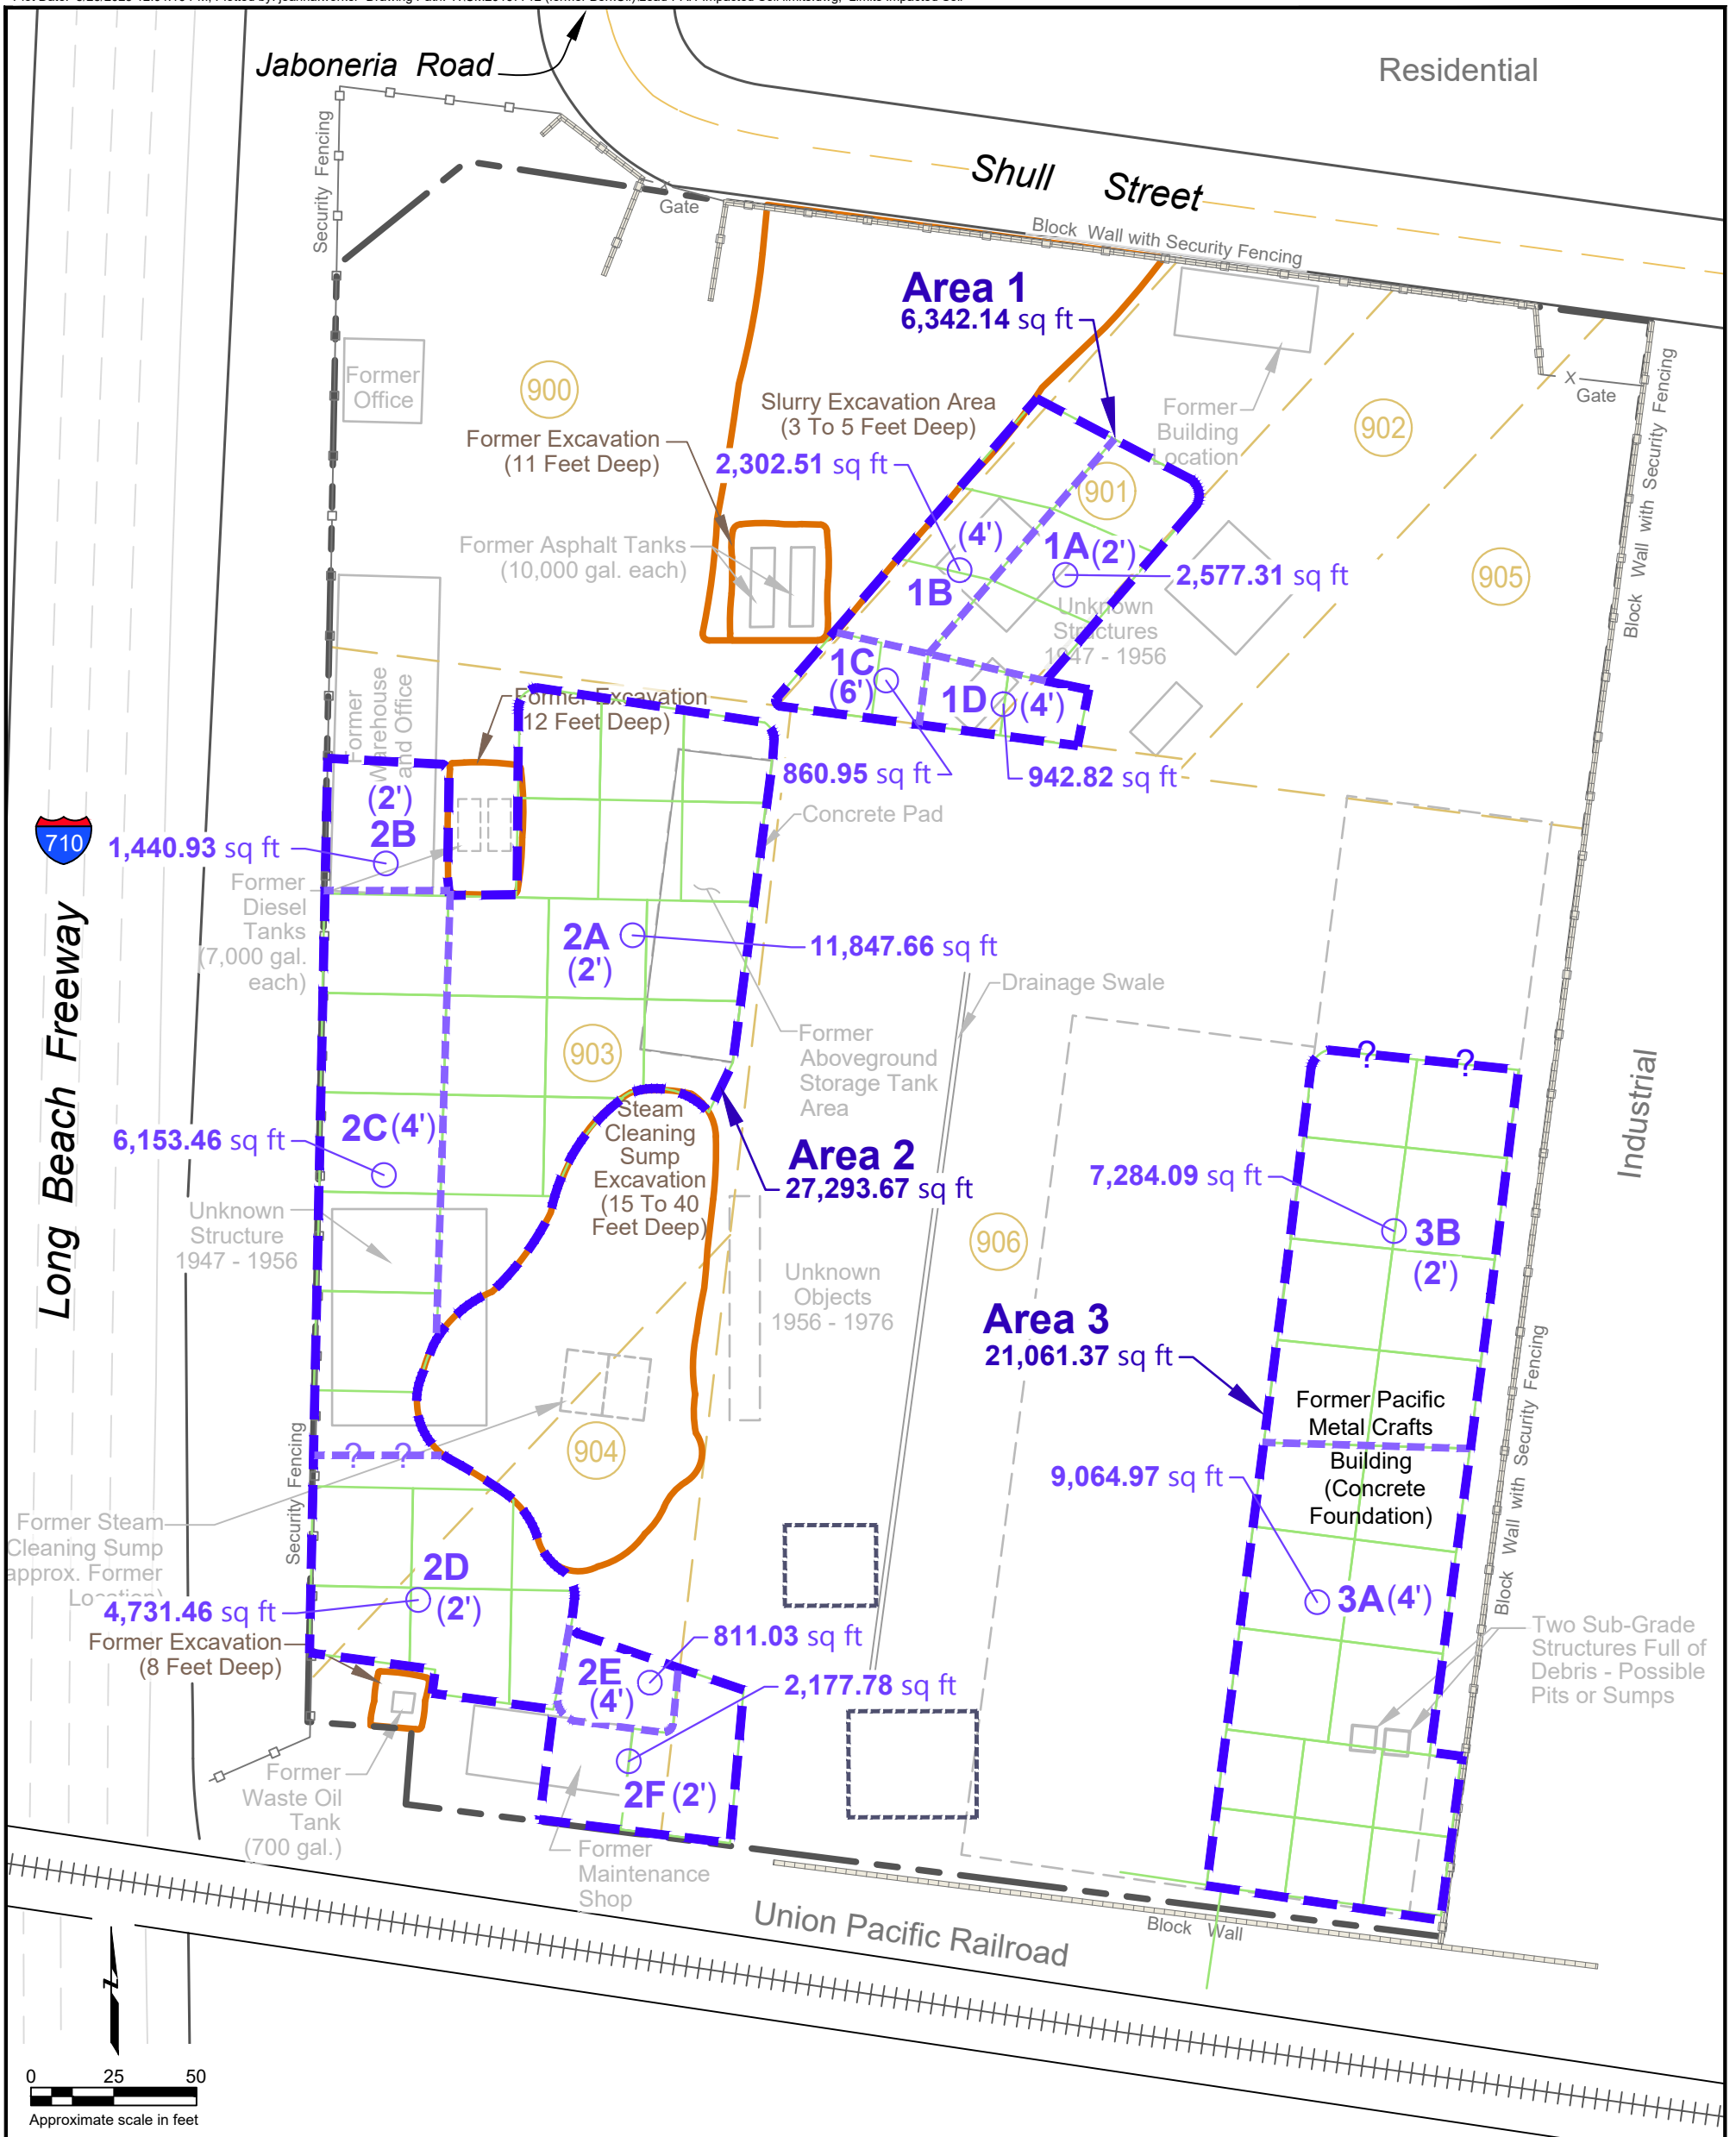 Jaboneria Road
Residential
Shull Street
Security Fencing
Gate
Block Wall with Security Fencing
Area 1
6,342.14 sq ft
Former
Office
900
Slurry Excavation Area
(3 To 5 Feet Deep)
Former Excavation
(11 Feet Deep)
2,302.51 sq ft
Former
Building
Location
902
X
Gate
Block Wall with Security Fencing
901
Former Asphalt Tanks
(10,000 gal. each)
(4')
1B
1A (2')
2,577.31 sq ft
905
Unknown
Structures
1947 - 1956
1C
(6')
1D (4')
860.95 sq ft
942.82 sq ft
Former
Warehouse
and Office
Former Excavation
(12 Feet Deep)
(2')
2B
Concrete Pad
710
1,440.93 sq ft
Former
Diesel
Tanks
(7,000 gal.
each)
2A
(2')
11,847.66 sq ft
Drainage Swale
Long Beach Freeway
903
Former
Aboveground
Storage Tank
Area
? ?
Industrial
2C (4')
6,153.46 sq ft
Steam
Cleaning
Sump
Excavation
(15 To 40
Feet Deep)
Area 2
27,293.67 sq ft
7,284.09 sq ft
3B
(2')
Unknown
Structure
1947 - 1956
906
Unknown
Objects
1956 - 1976
Area 3
21,061.37 sq ft
Former Pacific
Metal Crafts
Building
(Concrete
Foundation)
Block Wall with Security Fencing
904
? ?
Security Fencing
9,064.97 sq ft
Former Steam
Cleaning Sump
approx. Former
Location)
2D
(2')
4,731.46 sq ft
3A (4')
Former Excavation
(8 Feet Deep)
811.03 sq ft
2E
(4')
2,177.78 sq ft
Two Sub-Grade
Structures Full of
Debris - Possible
Pits or Sumps
Former
Waste Oil
Tank
(700 gal.)
2F (2')
Former
Maintenance
Shop
Union Pacific Railroad
Block Wall
Z
0 25 50
Approximate scale in feet